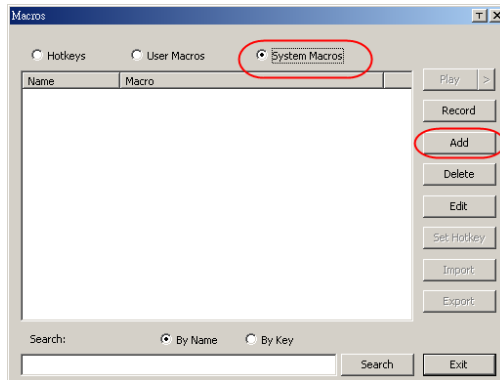 Macros
Hotkeys User Macros System Macros
Name Macro
Play >
Record
Add
Delete
Edit
Set Hotkey
Import
Export
Search: By Name By Key
Search Exit